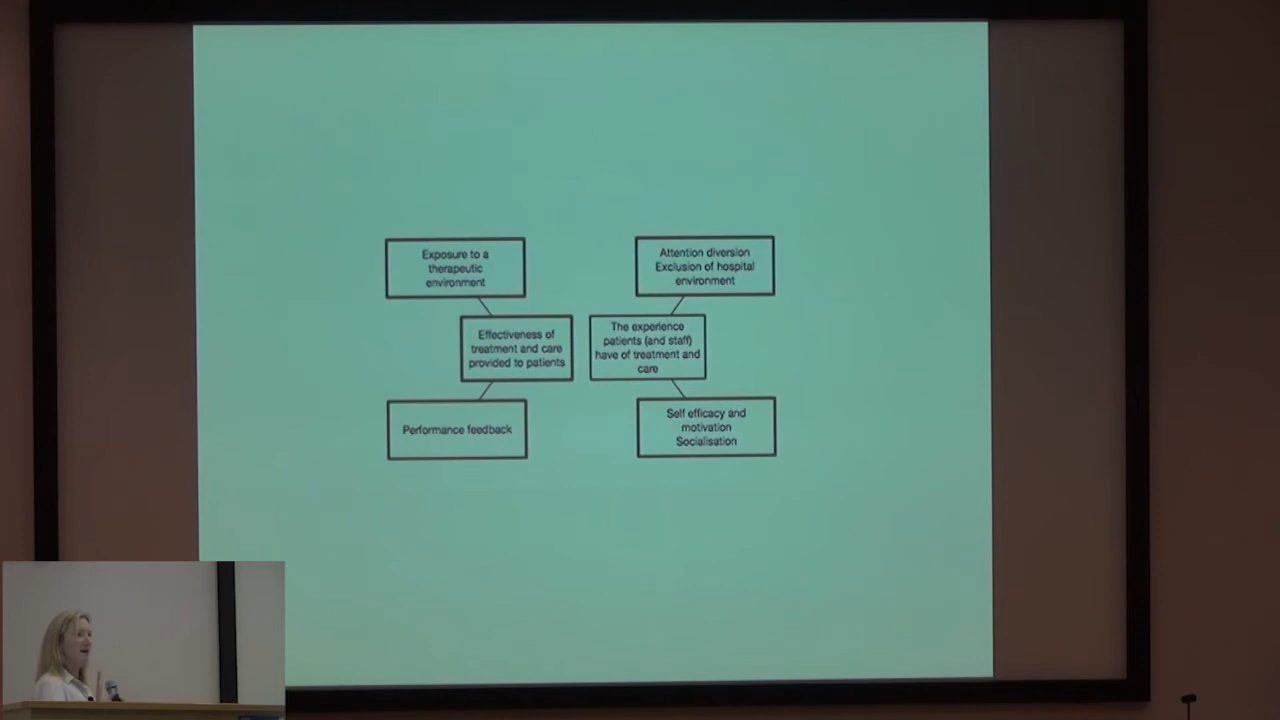 Exposure to a
therapeutic
environment
Attention diversion
Exclusion of hospital
environment
Effectiveness of
treatment and care
provided to patients
The experience
patients (and staff)
have of treatment and
care
Performance feedback
Self efficacy and
motivation
Socialisation